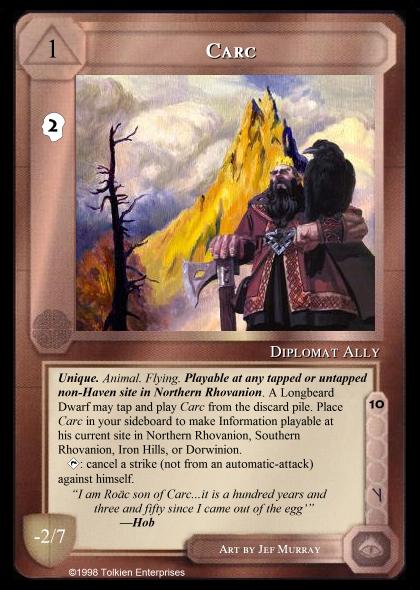 1
CARC
2
DIPLOMAT ALLY
Unique. Animal. Flying. Playable at any tapped or untapped
non-Haven site in Northern Rhovanion. A Longbeard
Dwarf may tap and play Carc from the discard pile. Place
Carc in your sideboard to make Information playable at
his current site in Northern Rhovanion, Southern
Rhovanion, Iron Hills, or Dorwinion.
: cancel a strike (not from an automatic-attack)
against himself.
“I am Roäc son of Carc...it is a hundred years and
three and fifty since I came out of the egg’”
—Hob
10
-2/7
ART BY JEF MURRAY
©1998 Tolkien Enterprises